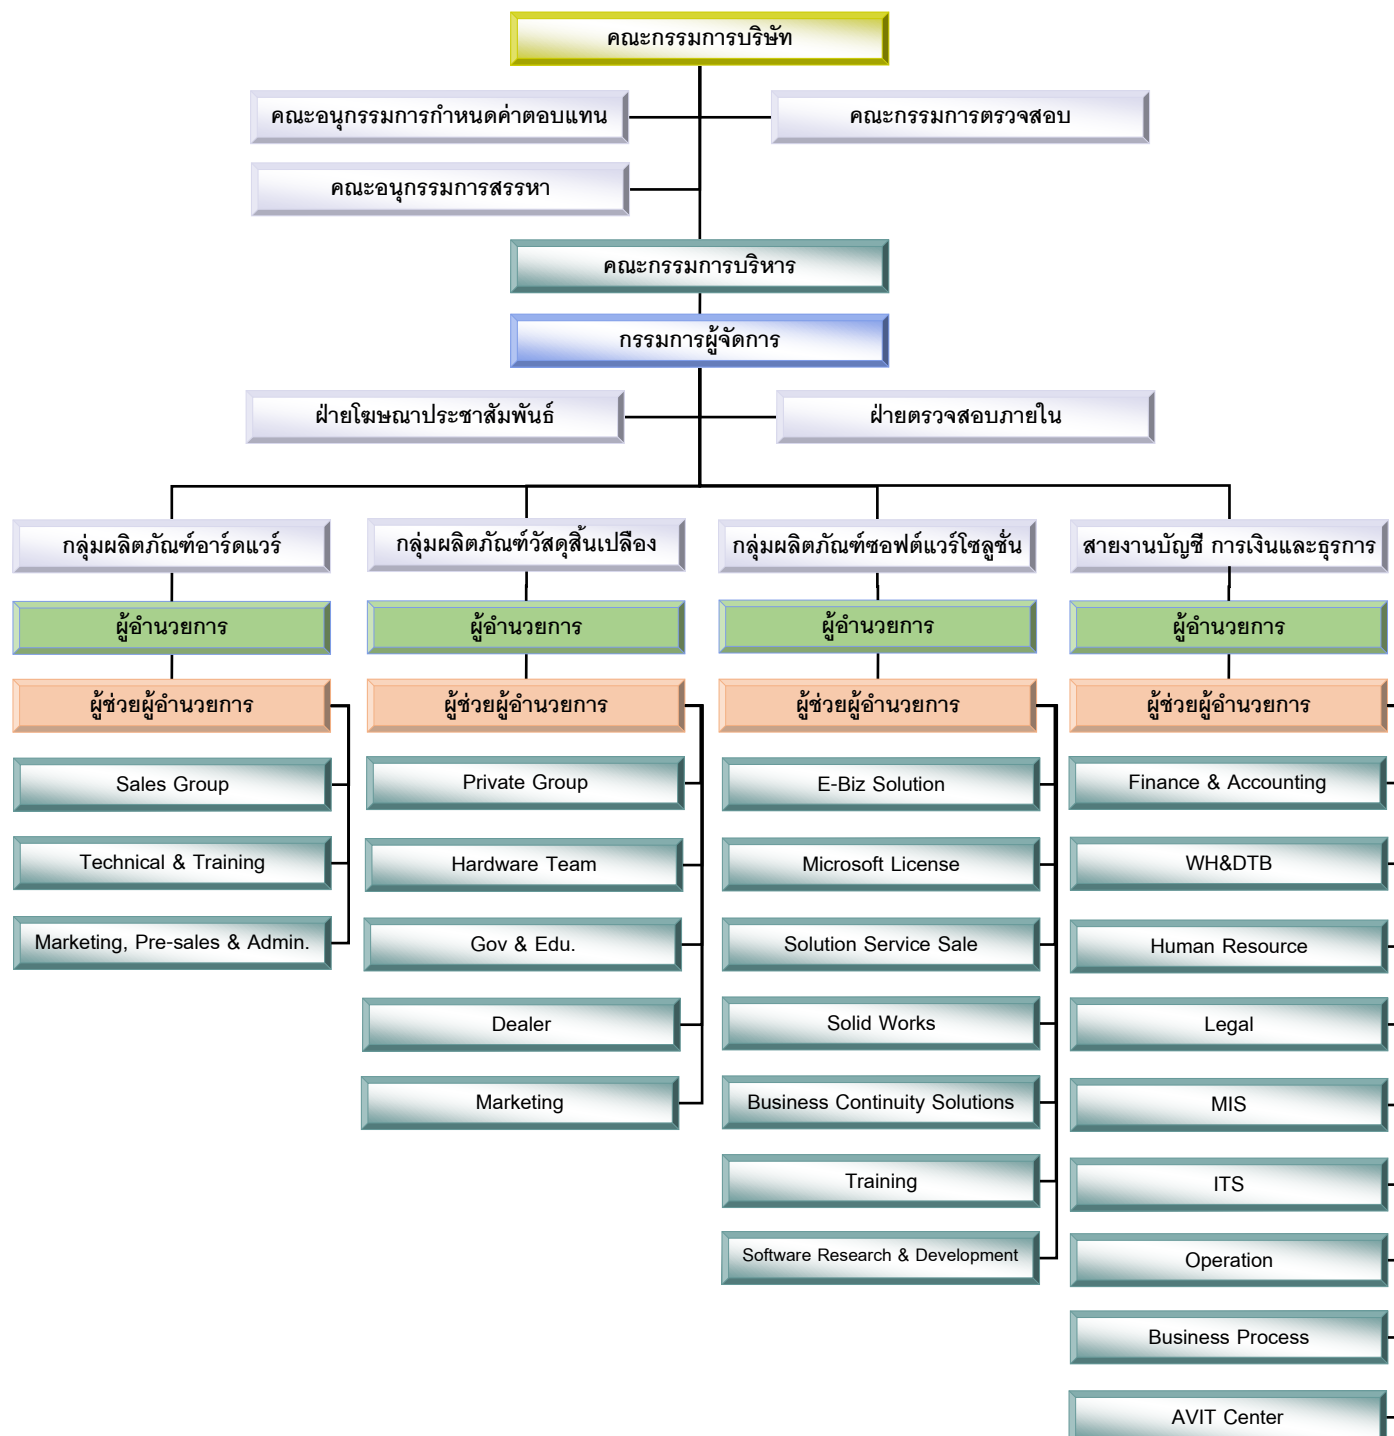 คณะกรรมการบริษัท
คณะอนุกรรมการกำหนดค่าตอบแทน
คณะกรรมการตรวจสอบ
คณะอนุกรรมการสรรหา
คณะกรรมการบริหาร
กรรมการผู้จัดการ
ฝ่ายโฆษณาประชาสัมพันธ์
ฝ่ายตรวจสอบภายใน
กลุ่มผลิตภัณฑ์อาร์ดแวร์
ผู้อำนวยการ
ผู้ช่วยผู้อำนวยการ
Sales Group
Technical & Training
Marketing, Pre-sales & Admin.
กลุ่มผลิตภัณฑ์วัสดุสิ้นเปลือง
ผู้อำนวยการ
ผู้ช่วยผู้อำนวยการ
Private Group
Hardware Team
Gov & Edu.
Dealer
Marketing
กลุ่มผลิตภัณฑ์ซอฟต์แวร์โซลูชั่น
ผู้อำนวยการ
ผู้ช่วยผู้อำนวยการ
E-Biz Solution
Microsoft License
Solution Service Sale
Solid Works
Business Continuity Solutions
Training
Software Research & Development
สายงานบัญชี การเงินและธุรการ
ผู้อำนวยการ
ผู้ช่วยผู้อำนวยการ
Finance & Accounting
WH&DTB
Human Resource
Legal
MIS
ITS
Operation
Business Process
AVIT Center